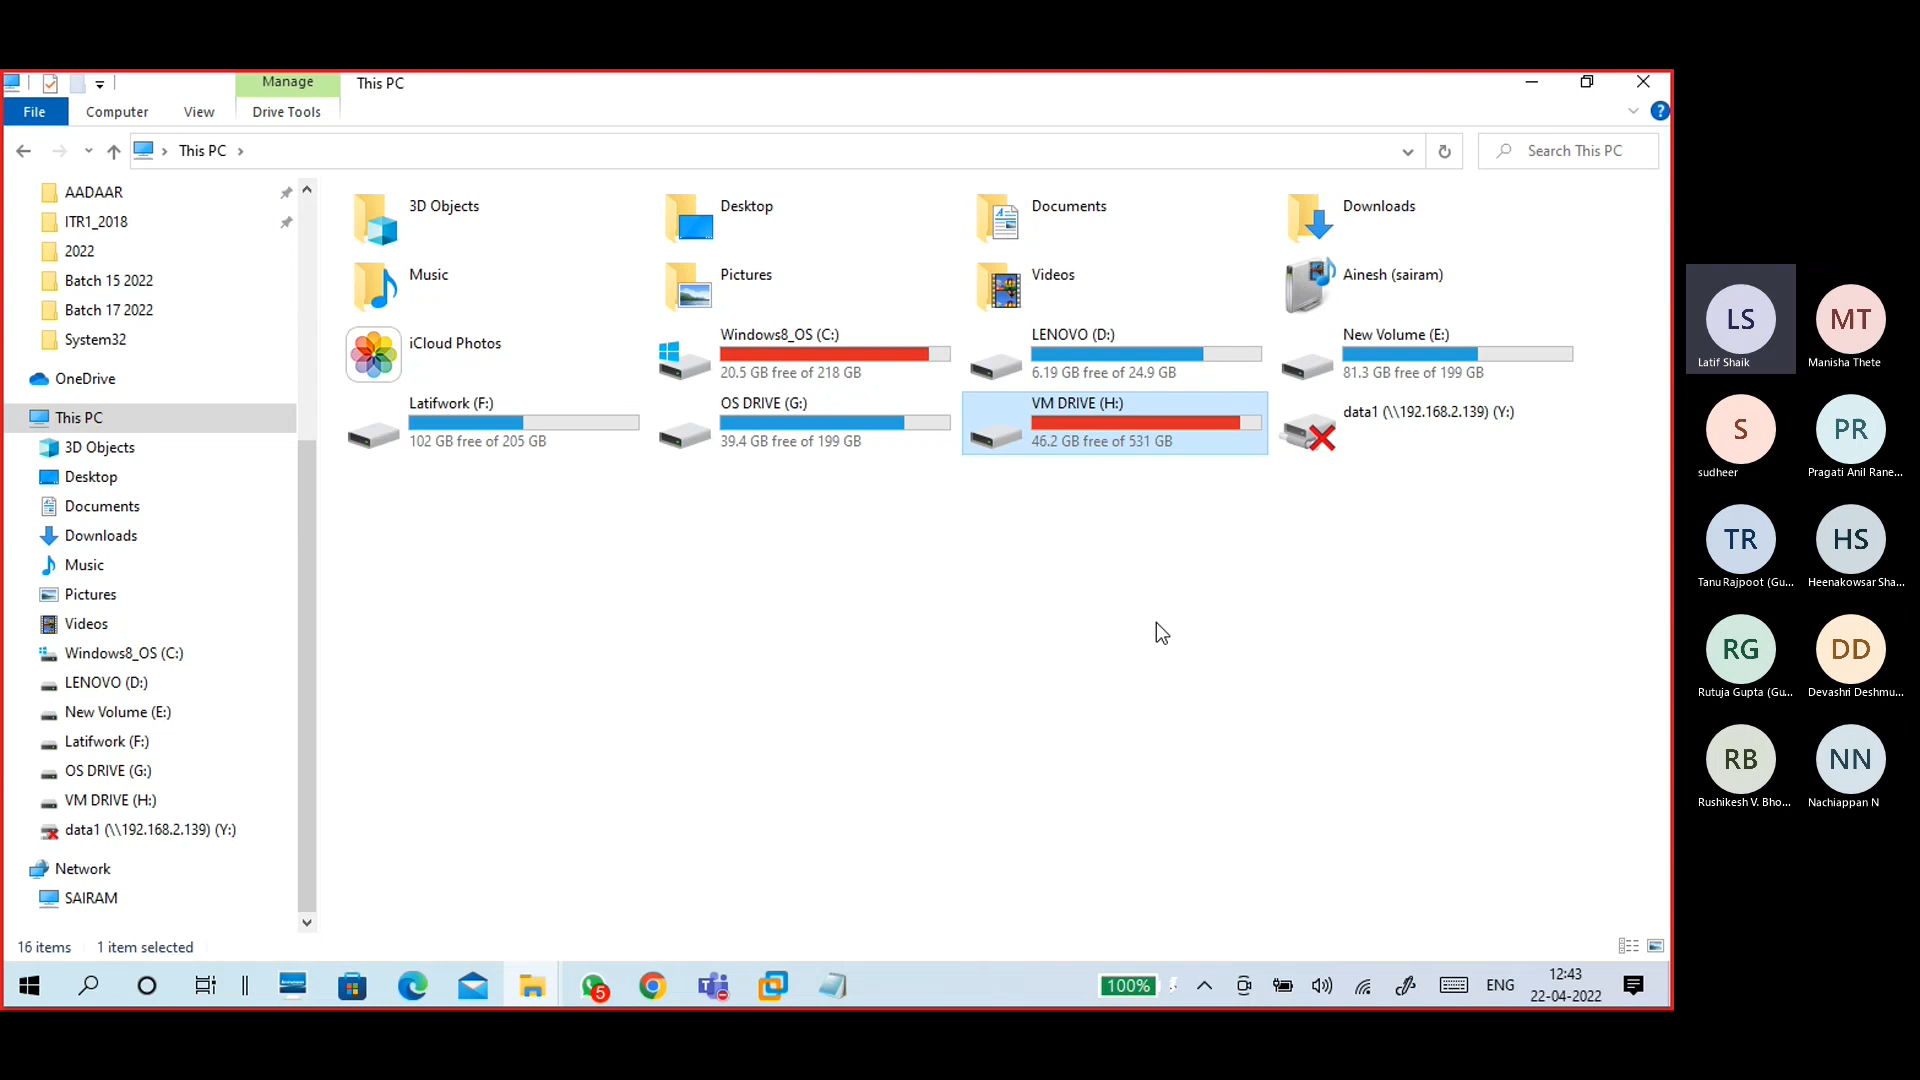 Manage
This PC
File
Computer
View
Drive Tools
This PC
Search This PC
AADAAR
ITR1_2018
2022
Batch 15 2022
Batch 17 2022
System32
OneDrive
This PC
3D Objects
Desktop
Documents
Downloads
Music
Pictures
Videos
Windows8_OS (C:)
LENOVO (D:)
New Volume (E:)
Latifwork (F:)
OS DRIVE (G:)
VM DRIVE (H:)
data1 (\\192.168.2.139) (Y:)
Network
SAIRAM
3D Objects
Desktop
Documents
Downloads
Music
Pictures
Videos
Ainesh (sairam)
iCloud Photos
Windows8_OS (C:)
20.5 GB free of 218 GB
LENOVO (D:)
6.19 GB free of 24.9 GB
New Volume (E:)
81.3 GB free of 199 GB
Latifwork (F:)
102 GB free of 205 GB
OS DRIVE (G:)
39.4 GB free of 199 GB
VM DRIVE (H:)
46.2 GB free of 531 GB
data1 (\\192.168.2.139) (Y:)
16 items
1 item selected
5
100%
ENG
12:43
22-04-2022
LS
Latif Shaik
MT
Manisha Thete
S
sudheer
PR
Pragati Anil Rane...
TR
Tanu Rajpoot (Gu...
HS
Heenakowsar Sha...
RG
Rutuja Gupta (Gu...
DD
Devashri Deshmu...
RB
Rushikesh V. Bho...
NN
Nachiappan N